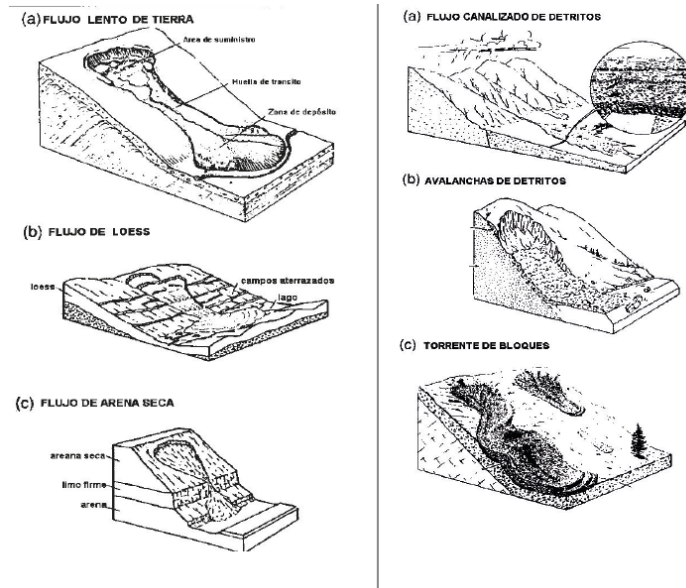 (a) FLUJO LENTO DE TIERRA
Area de suministro
Huella de transito
Zona de depósito
(b) FLUJO DE LOESS
loess
campos aterrazados
lago
(c) FLUJO DE ARENA SECA
areana seca
limo firme
arena
(a) FLUJO CANALIZADO DE DETRITOS
(b) AVALANCHAS DE DETRITOS
(c) TORRENTE DE BLOQUES